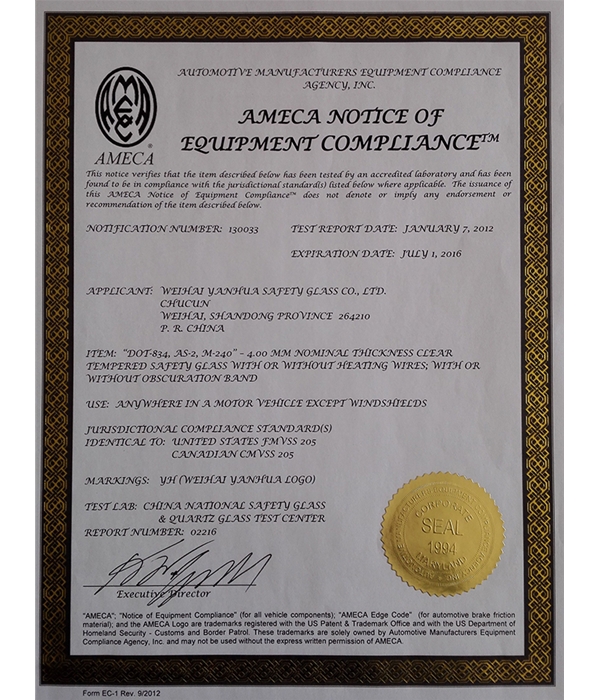 AUTOMOTIVE MANUFACTURERS EQUIPMENT COMPLIANCE
AGENCY, INC.
AMECA NOTICE OF
EQUIPMENT COMPLIANCE™
AMECA
®
AMECA
This notice verifies that the item described below has been tested by an accredited laboratory and has been
found to be in compliance with the jurisdictional standard(s) listed below where applicable. The issuance of
this AMECA Notice of Equipment Compliance™ does not denote or imply any endorsement or
recommendation of the item described below.
NOTIFICATION NUMBER: 130033
TEST REPORT DATE: JANUARY 7, 2012
EXPIRATION DATE: JULY 1, 2016
APPLICANT: WEIHAI YANHUA SAFETY GLASS CO., LTD.
CHUCUN
WEIHAI, SHANDONG PROVINCE 264210
P. R. CHINA
ITEM: "DOT-834, AS-2, M-240" - 4.00 MM NOMINAL THICKNESS CLEAR
TEMPERED SAFETY GLASS WITH OR WITHOUT HEATING WIRES; WITH OR
WITHOUT OBSCURATION BAND
USE: ANYWHERE IN A MOTOR VEHICLE EXCEPT WINDSHIELDS
JURISDICTIONAL COMPLIANCE STANDARD(S)
IDENTICAL TO: UNITED STATES FMVSS 205
CANADIAN CMVSS 205
MARKINGS: YH (WEIHAI YANHUA LOGO)
TEST LAB: CHINA NATIONAL SAFETY GLASS
& QUARTZ GLASS TEST CENTER
REPORT NUMBER: 02216
CORPORATE
SEAL
1994
MARYLAND
Executive Director
"AMECA"; "Notice of Equipment Compliance" (for all vehicle components); "AMECA Edge Code" (for automotive brake friction
material); and the AMECA Logo are trademarks registered with the US Patent & Trademark Office and with the US Department of
Homeland Security - Customs and Border Patrol. These trademarks are solely owned by Automotive Manufacturers Equipment
Compliance Agency, Inc. and may not be used without the express written permission of AMECA.
Form EC-1 Rev. 9/2012